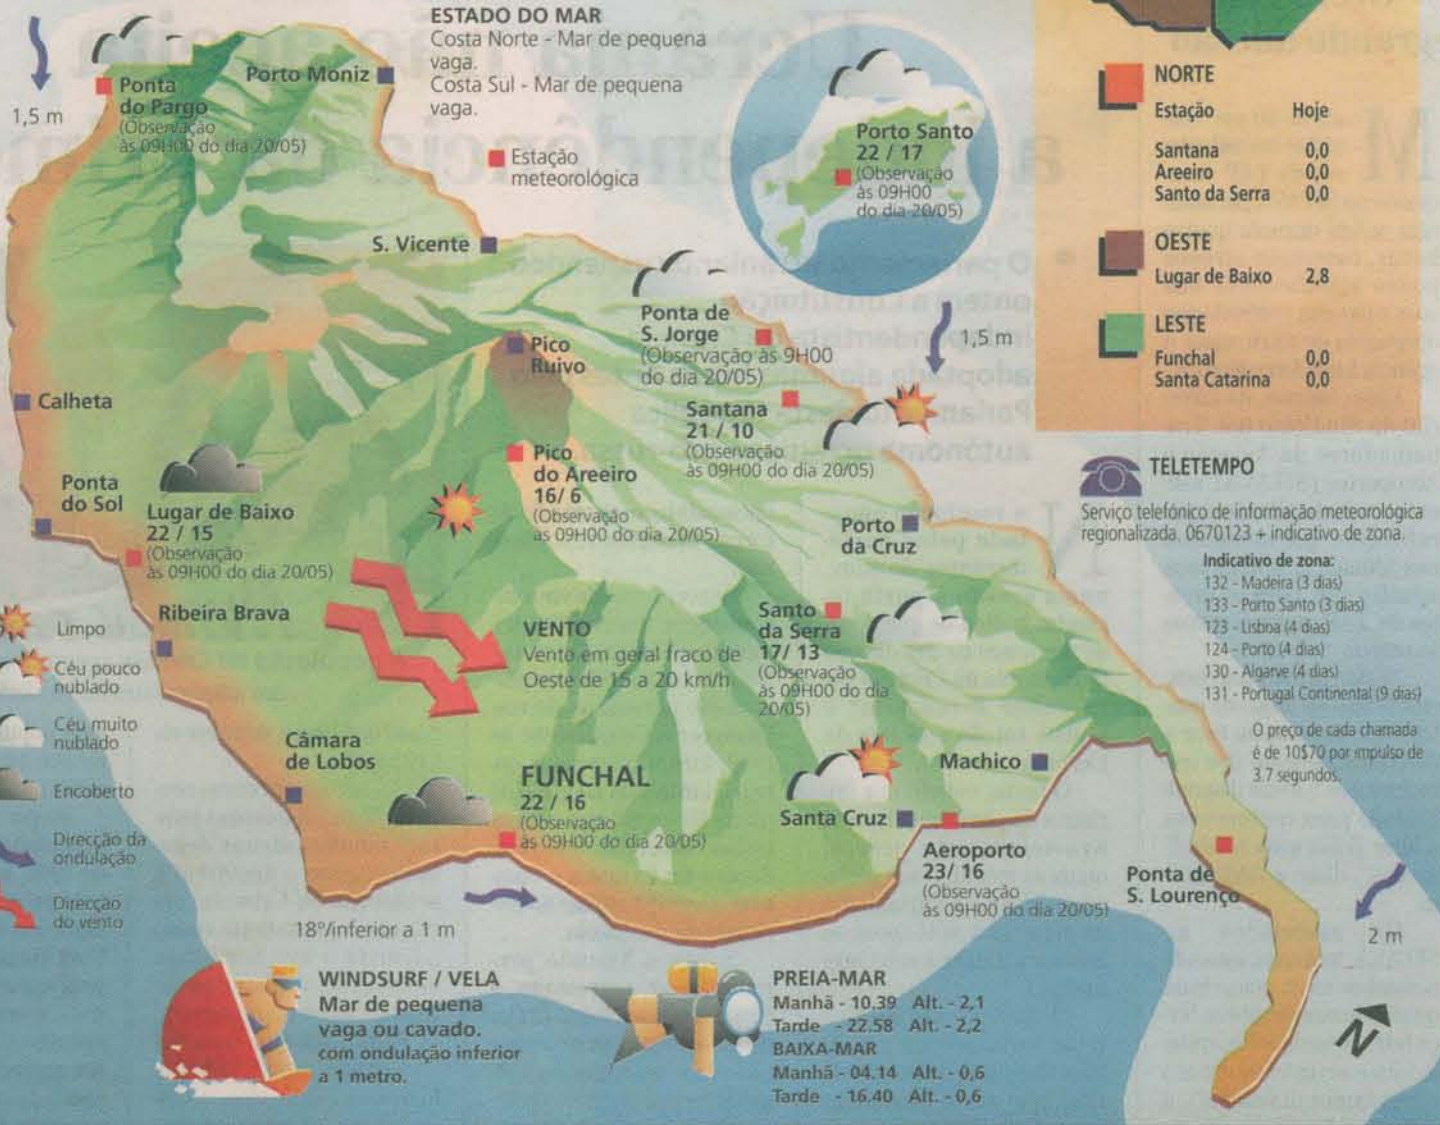 ESTADO DO MAR
Costa Norte - Mar de pequena
vaga.
Costa Sul - Mar de pequena
vaga.
Estação
meteorológica
1,5 m
Ponta
do Pargo
(Observação
às 09H00 do dia 20/05)
Porto Moniz
Porto Santo
22 / 17
(Observação
às 09H00
do dia 20/05)
S. Vicente
Ponta de
S. Jorge
(Observação às 9H00
do dia 20/05)
1,5 m
Pico
Ruivo
Calheta
Santana
21 / 10
(Observação
às 09H00 do dia 20/05)
Pico
do Areeiro
16/ 6
(Observação
as 09H00 do dia 20/05)
Ponta
do Sol
Lugar de Baixo
22 / 15
(Observação
às 09H00 do dia 20/05)
Porto
da Cruz
Ribeira Brava
VENTO
Vento em geral fraco de
Oeste de 15 a 20 km/h
Santo
da Serra
17/ 13
(Observação
às 09H00 do dia
20/05)
Limpo
Céu pouco
nublado
Céu muito
nublado
Encoberto
Direcção da
ondulação
Direcção
do vento
Câmara
de Lobos
FUNCHAL
22 / 16
(Observação
às 09H00 do dia 20/05)
Machico
Santa Cruz
Aeroporto
23/ 16
(Observação
às 09H00 do dia 20/05)
Ponta de
S. Lourenço
2 m
N
18º/inferior a 1 m
WINDSURF / VELA
Mar de pequena
vaga ou cavado.
com ondulação inferior
a 1 metro.
PREIA-MAR
Manhã - 10.39 Alt. - 2,1
Tarde - 22.58 Alt. - 2,2
BAIXA-MAR
Manhã - 04.14 Alt. - 0,6
Tarde - 16.40 Alt. - 0,6
NORTE
Estação Hoje
Santana 0,0
Areeiro 0,0
Santo da Serra 0,0
OESTE
Lugar de Baixo 2,8
LESTE
Funchal 0,0
Santa Catarina 0,0
TELETEMPO
Serviço telefónico de informação meteorológica
regionalizada, 0670123 + indicativo de zona.
Indicativo de zona:
132 - Madeira (3 dias)
133 - Porto Santo (3 dias)
123 - Lisboa (4 dias)
124 - Porto (4 dias)
130 - Algarve (4 dias)
131 - Portugal Continental (9 dias)
O preço de cada chamada
é de 10$70 por impulso de
3.7 segundos.